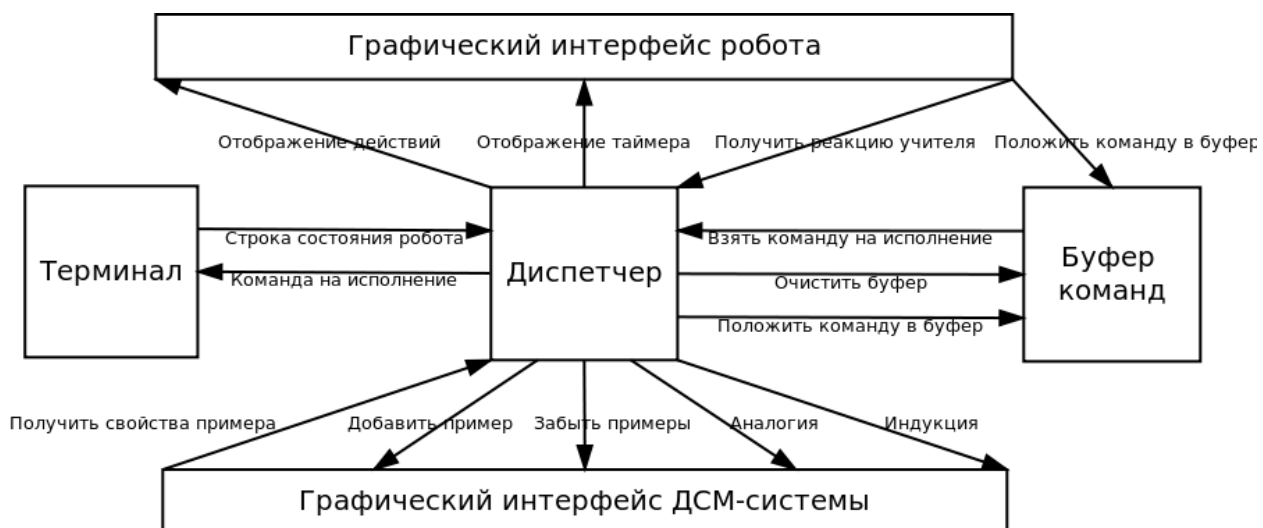 Графический интерфейс робота
Отображение действий
Отображение таймера
Получить реакцию учителя
Положить команду в буфер
Терминал
Строка состояния робота
Команда на исполнение
Диспетчер
Взять команду на исполнение
Очистить буфер
Положить команду в буфер
Буфер
команд
Получить свойства примера
Добавить пример
Забыть примеры
Аналогия
Индукция
Графический интерфейс ДСМ-системы